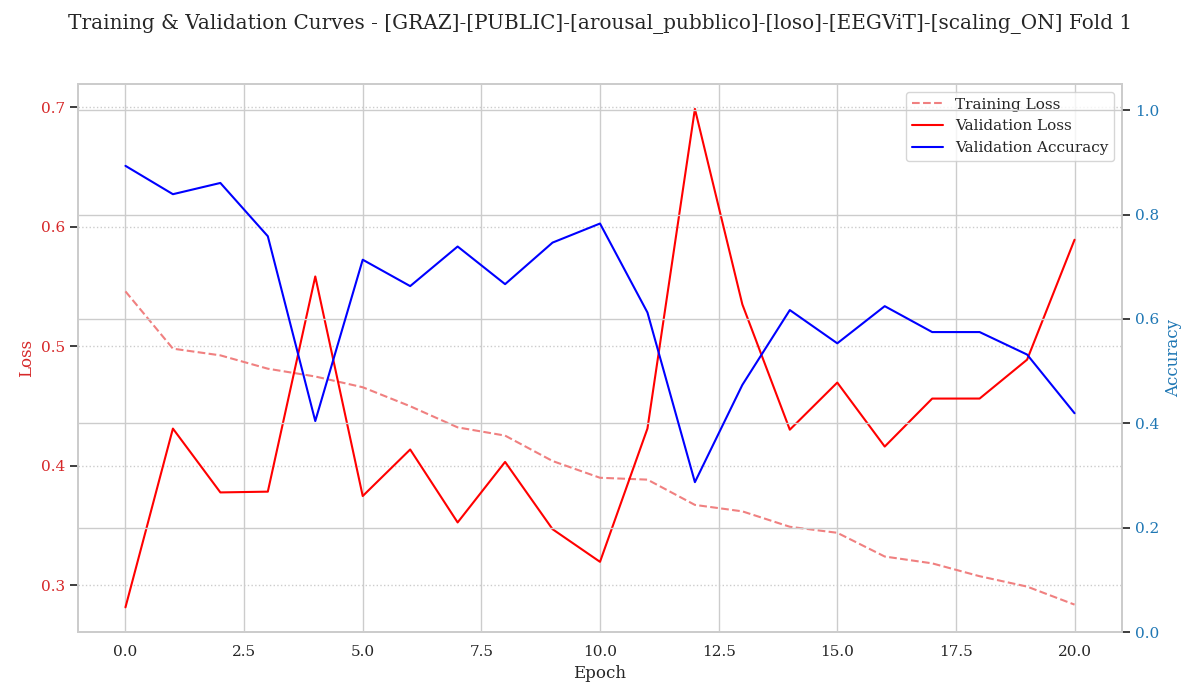 Training & Validation Curves - [GRAZ]-[PUBLIC]-[arousal_pubblico]-[loso]-[EEGViT]-[scaling_ON] Fold 1
Training Loss
Validation Loss
Validation Accuracy
0.7
0.6
0.5
0.4
0.3
Loss
1.0
0.8
0.6
0.4
0.2
0.0
Accuracy
0.0 2.5 5.0 7.5 10.0 12.5 15.0 17.5 20.0
Epoch